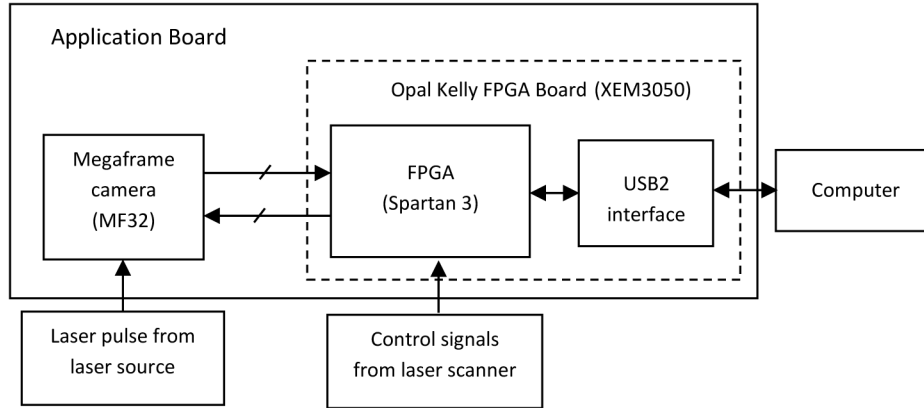 Application Board
Opal Kelly FPGA Board (XEM3050)
Megaframe
camera
(MF32)
FPGA
(Spartan 3)
USB2
interface
Computer
Laser pulse from
laser source
Control signals
from laser scanner